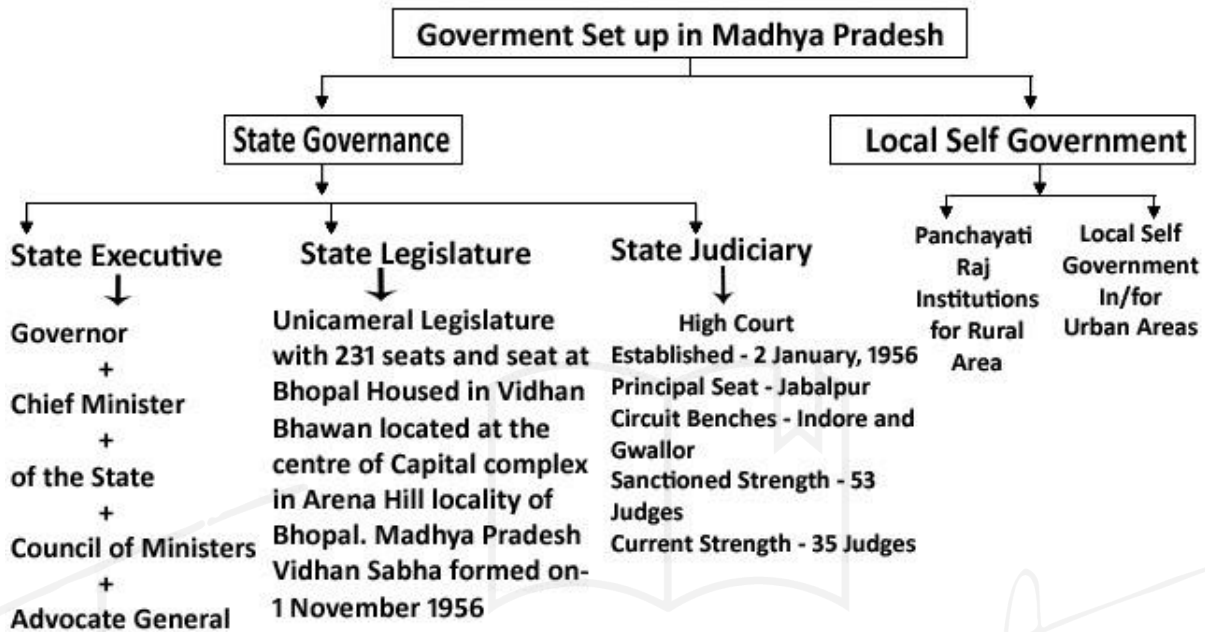 Goverment Set up in Madhya Pradesh
State Governance
Local Self Government
State Executive
Governor
+
Chief Minister
+
of the State
+
Council of Ministers
+
Advocate General
State Legislature
Unicameral Legislature
with 231 seats and seat at
Bhopal Housed in Vidhan
Bhawan located at the
centre of Capital complex
in Arena Hill locality of
Bhopal. Madhya Pradesh
Vidhan Sabha formed on-
1 November 1956
State Judiciary
High Court
Established - 2 January, 1956
Principal Seat - Jabalpur
Circuit Benches - Indore and
Gwallor
Sanctioned Strength - 53
Judges
Current Strength - 35 Judges
Panchayati
Raj
Institutions
for Rural
Area
Local Self
Government
In/for
Urban Areas